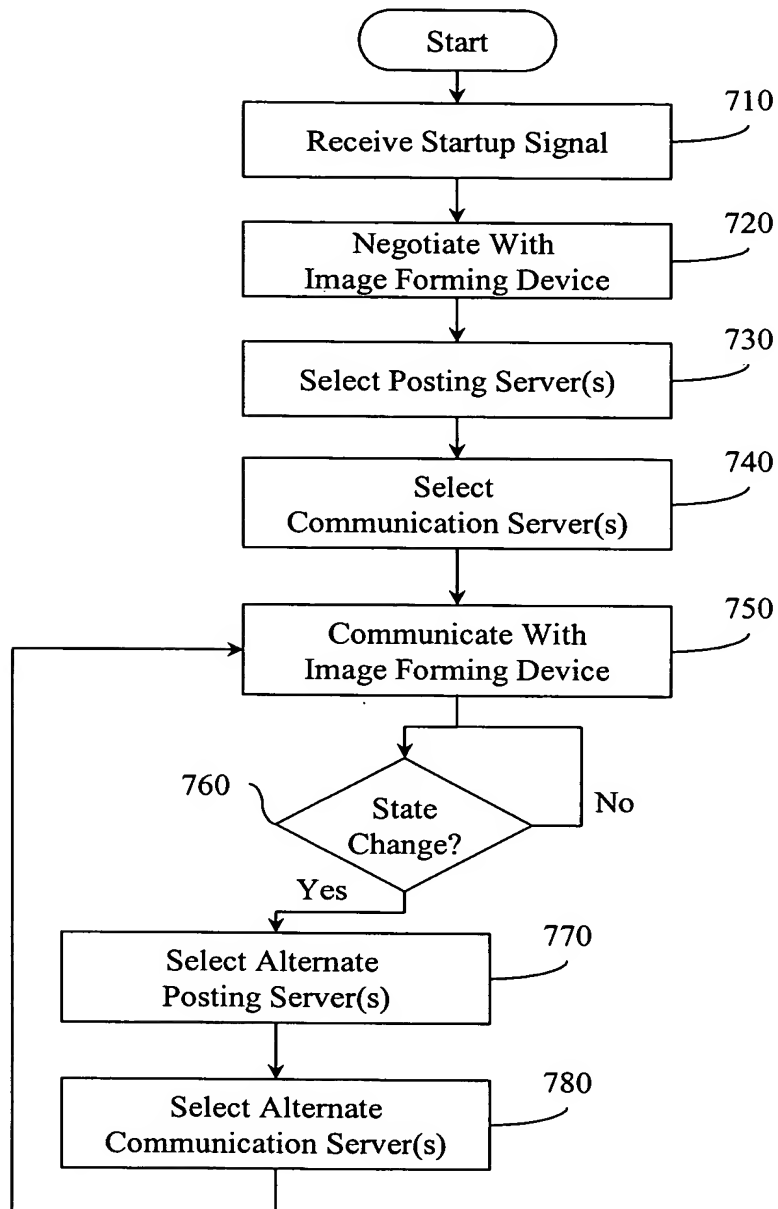 Start
710
Receive Startup Signal
720
Negotiate With
Image Forming Device
730
Select Posting Server(s)
740
Select
Communication Server(s)
750
Communicate With
Image Forming Device
760
State
Change?
No
Yes
770
Select Alternate
Posting Server(s)
780
Select Alternate
Communication Server(s)